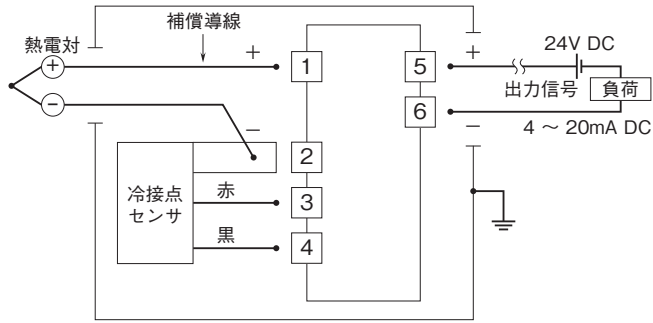 補償導線
熱電対
+
−
+
−
1
2
3
4
冷接点
センサ
赤
黒
5
6
+
−
24V DC
出力信号
負荷
4 ～ 20mA DC